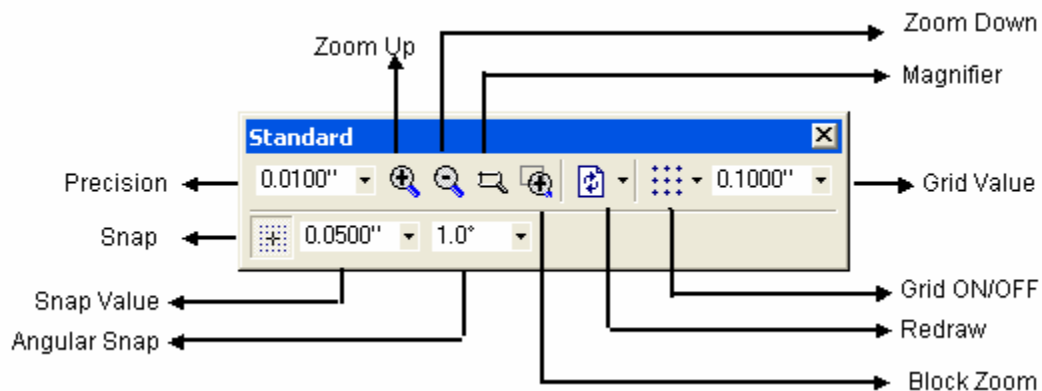 Zoom Up
Zoom Down
Magnifier
Standard
Precision
0.0100"
0.1000"
Grid Value
Snap
0.0500"
1.0°
Snap Value
Grid ON/OFF
Angular Snap
Redraw
Block Zoom